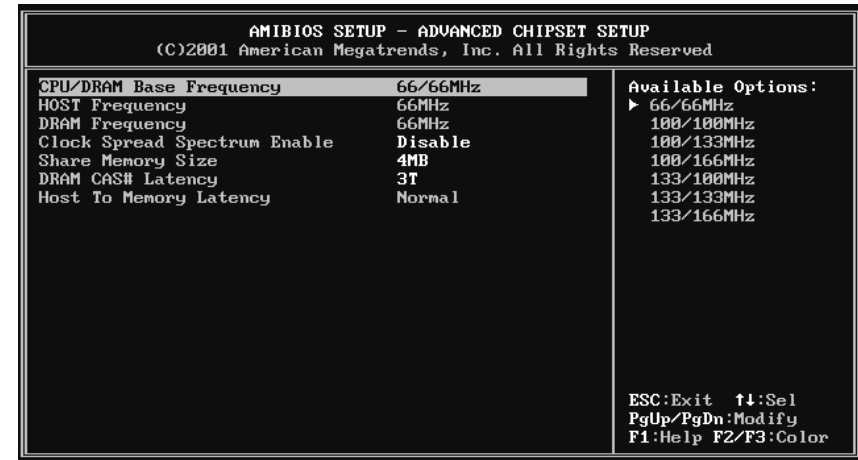 AMIBIOS SETUP – ADVANCED CHIPSET SETUP
(C)2001 American Megatrends, Inc. All Rights Reserved
CPU/DRAM Base Frequency 66/66MHz
HOST Frequency 66MHz
DRAM Frequency 66MHz
Clock Spread Spectrum Enable Disable
Share Memory Size 4MB
DRAM CAS# Latency 3T
Host To Memory Latency Normal
Available Options:
▶ 66/66MHz
100/100MHz
100/133MHz
100/166MHz
133/100MHz
133/133MHz
133/166MHz
ESC:Exit ↑↓:Sel
PgUp/PgDn:Modify
F1:Help F2/F3:Color